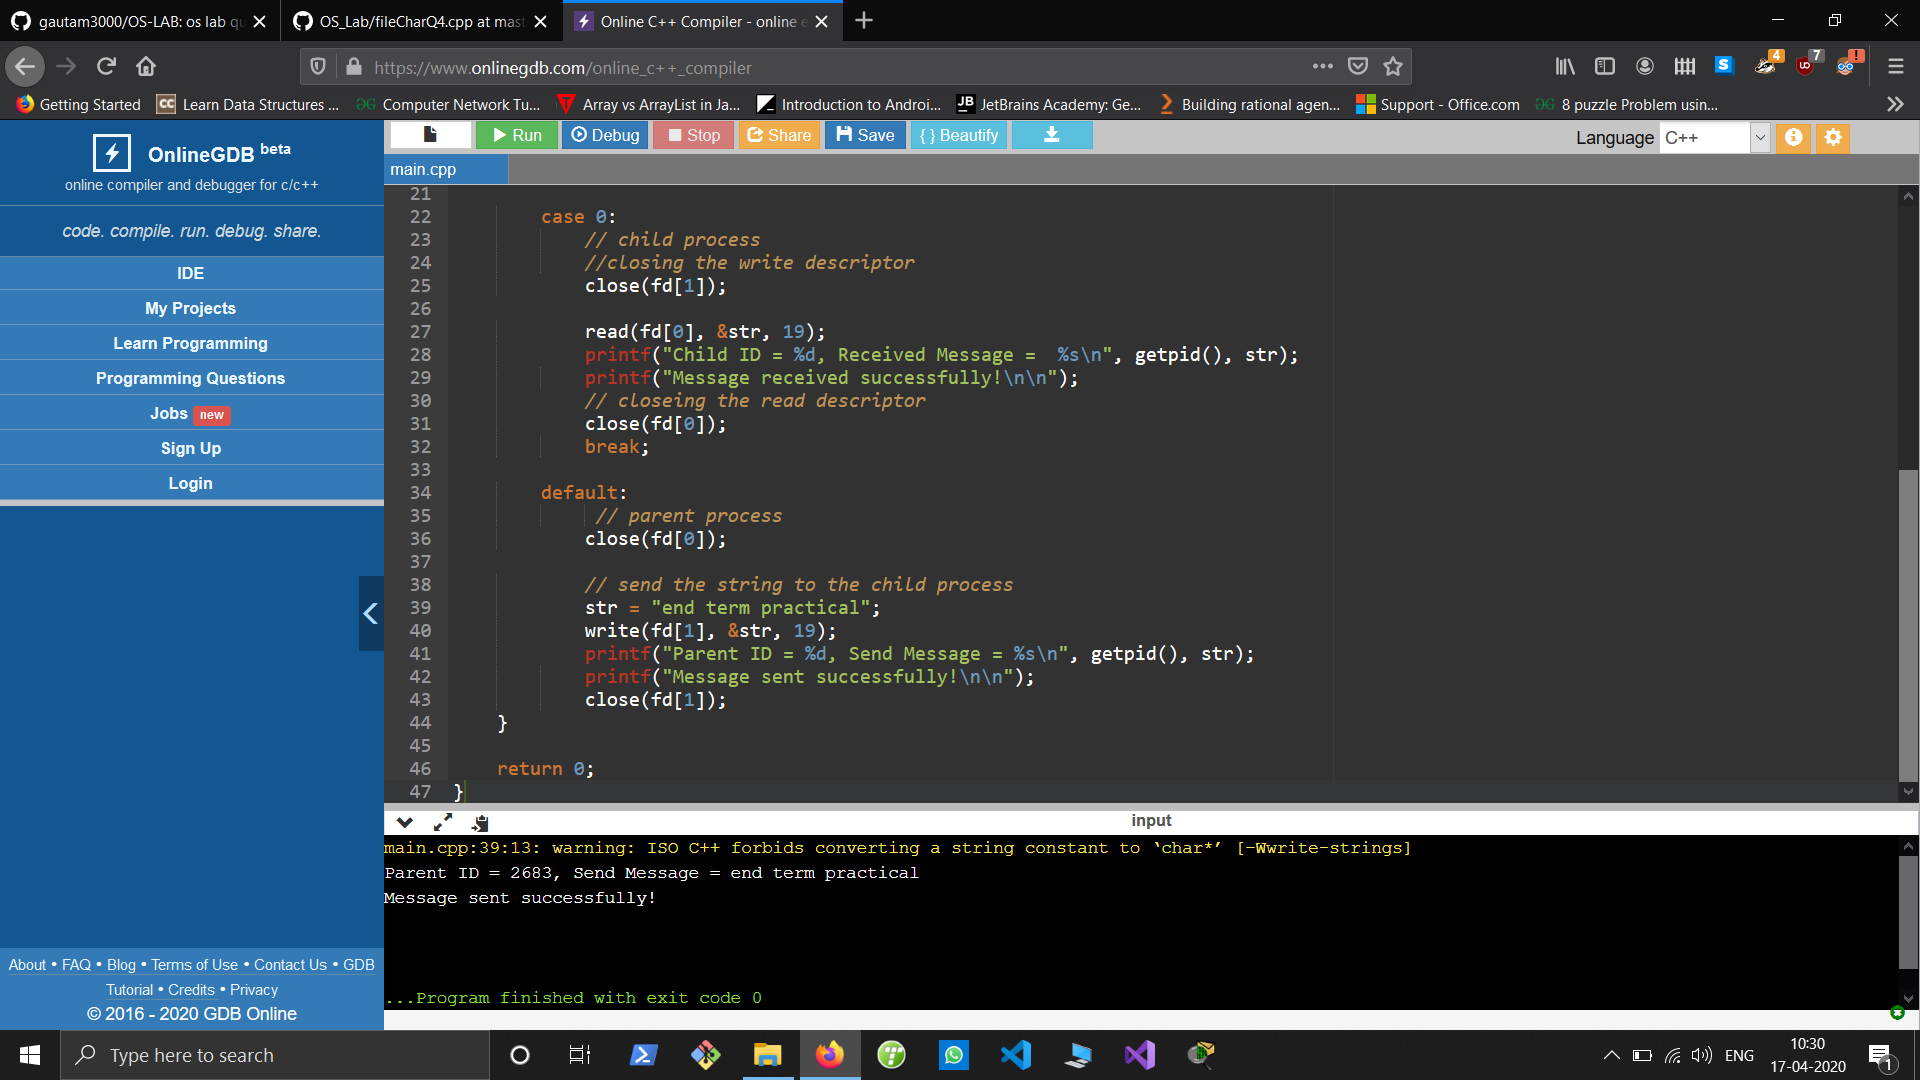 gautam3000/OS-LAB: os lab qu
OS_Lab/fileCharQ4.cpp at mast
Online C++ Compiler - online e
https://www.onlinegdb.com/online_c++_compiler
4
7
Getting Started
Learn Data Structures ...
Computer Network Tu...
Array vs ArrayList in Ja...
Introduction to Androi...
JetBrains Academy: Ge...
Building rational agen...
Support - Office.com
8 puzzle Problem usin...
OnlineGDB beta
online compiler and debugger for c/c++
code. compile. run. debug. share.
IDE
My Projects
Learn Programming
Programming Questions
Jobs new
Sign Up
Login
Run Debug Stop Share Save { } Beautify
Language C++
main.cpp
21
22 case 0:
23 // child process
24 //closing the write descriptor
25 close(fd[1]);
26
27 read(fd[0], &str, 19);
28 printf("Child ID = %d, Received Message =  %s\n", getpid(), str);
29 printf("Message received successfully!\n\n");
30 // closeing the read descriptor
31 close(fd[0]);
32 break;
33
34 default:
35 // parent process
36 close(fd[0]);
37
38 // send the string to the child process
39 str = "end term practical";
40 write(fd[1], &str, 19);
41 printf("Parent ID = %d, Send Message = %s\n", getpid(), str);
42 printf("Message sent successfully!\n\n");
43 close(fd[1]);
44 }
45
46 return 0;
47 }
input
main.cpp:39:13: warning: ISO C++ forbids converting a string constant to ‘char*’ [-Wwrite-strings]
Parent ID = 2683, Send Message = end term practical
Message sent successfully!
...Program finished with exit code 0
About • FAQ • Blog • Terms of Use • Contact Us • GDB
Tutorial • Credits • Privacy
© 2016 - 2020 GDB Online
Type here to search
ENG
10:30
17-04-2020
1